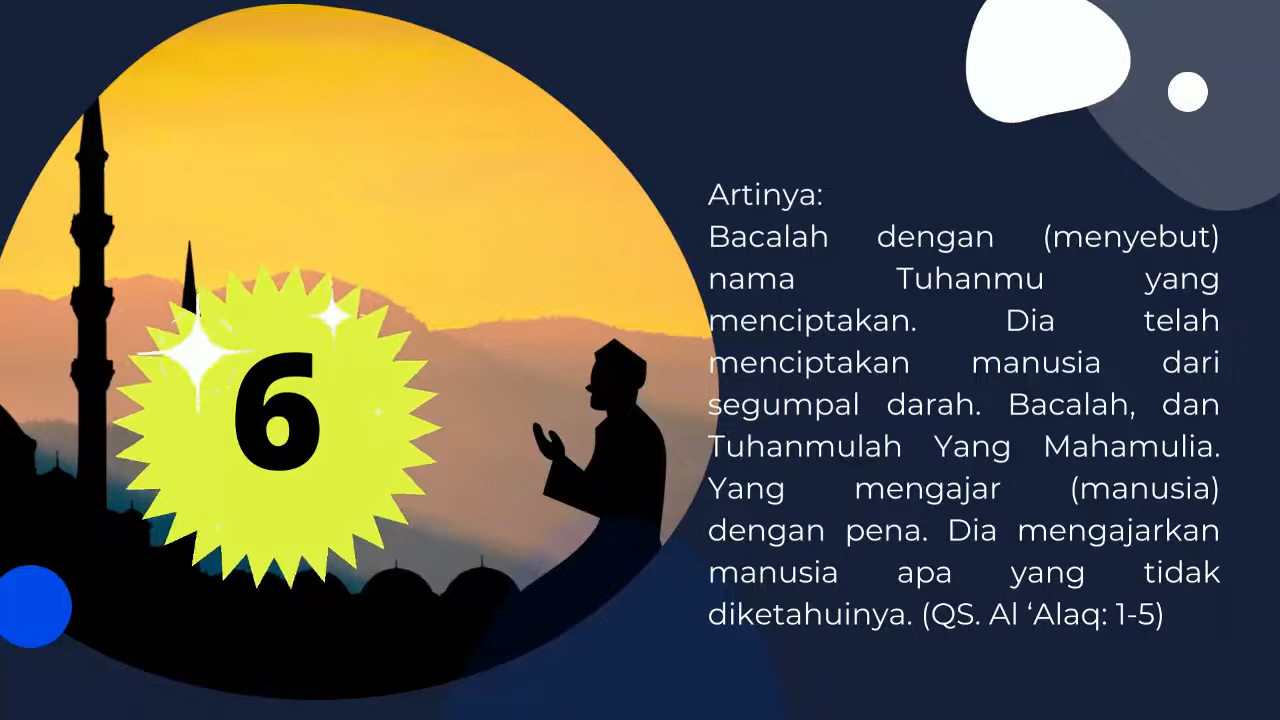 6
Artinya:
Bacalah dengan (menyebut)
nama Tuhanmu yang
menciptakan. Dia telah
menciptakan manusia dari
segumpal darah. Bacalah, dan
Tuhanmulah Yang Mahamulia.
Yang mengajar (manusia)
dengan pena. Dia mengajarkan
manusia apa yang tidak
diketahuinya. (QS. Al ‘Alaq: 1-5)